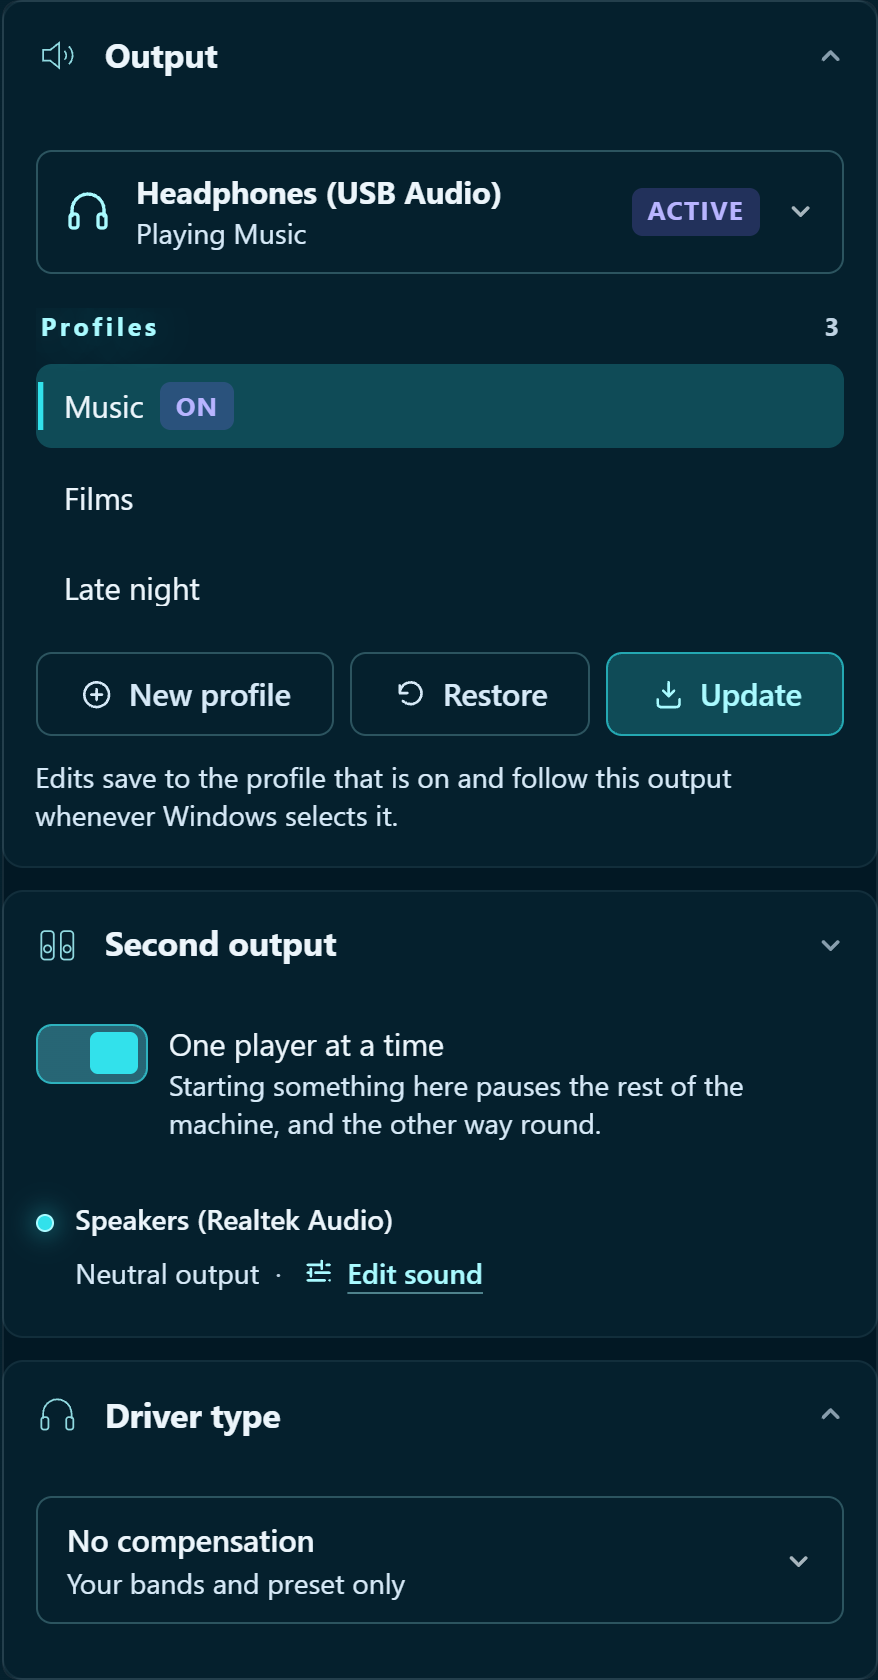 Output
Headphones (USB Audio)
Playing Music
ACTIVE
Profiles
3
Music
ON
Films
Late night
New profile
Restore
Update
Edits save to the profile that is on and follow this output
whenever Windows selects it.
Second output
One player at a time
Starting something here pauses the rest of the
machine, and the other way round.
Speakers (Realtek Audio)
Neutral output · Edit sound
Driver type
No compensation
Your bands and preset only